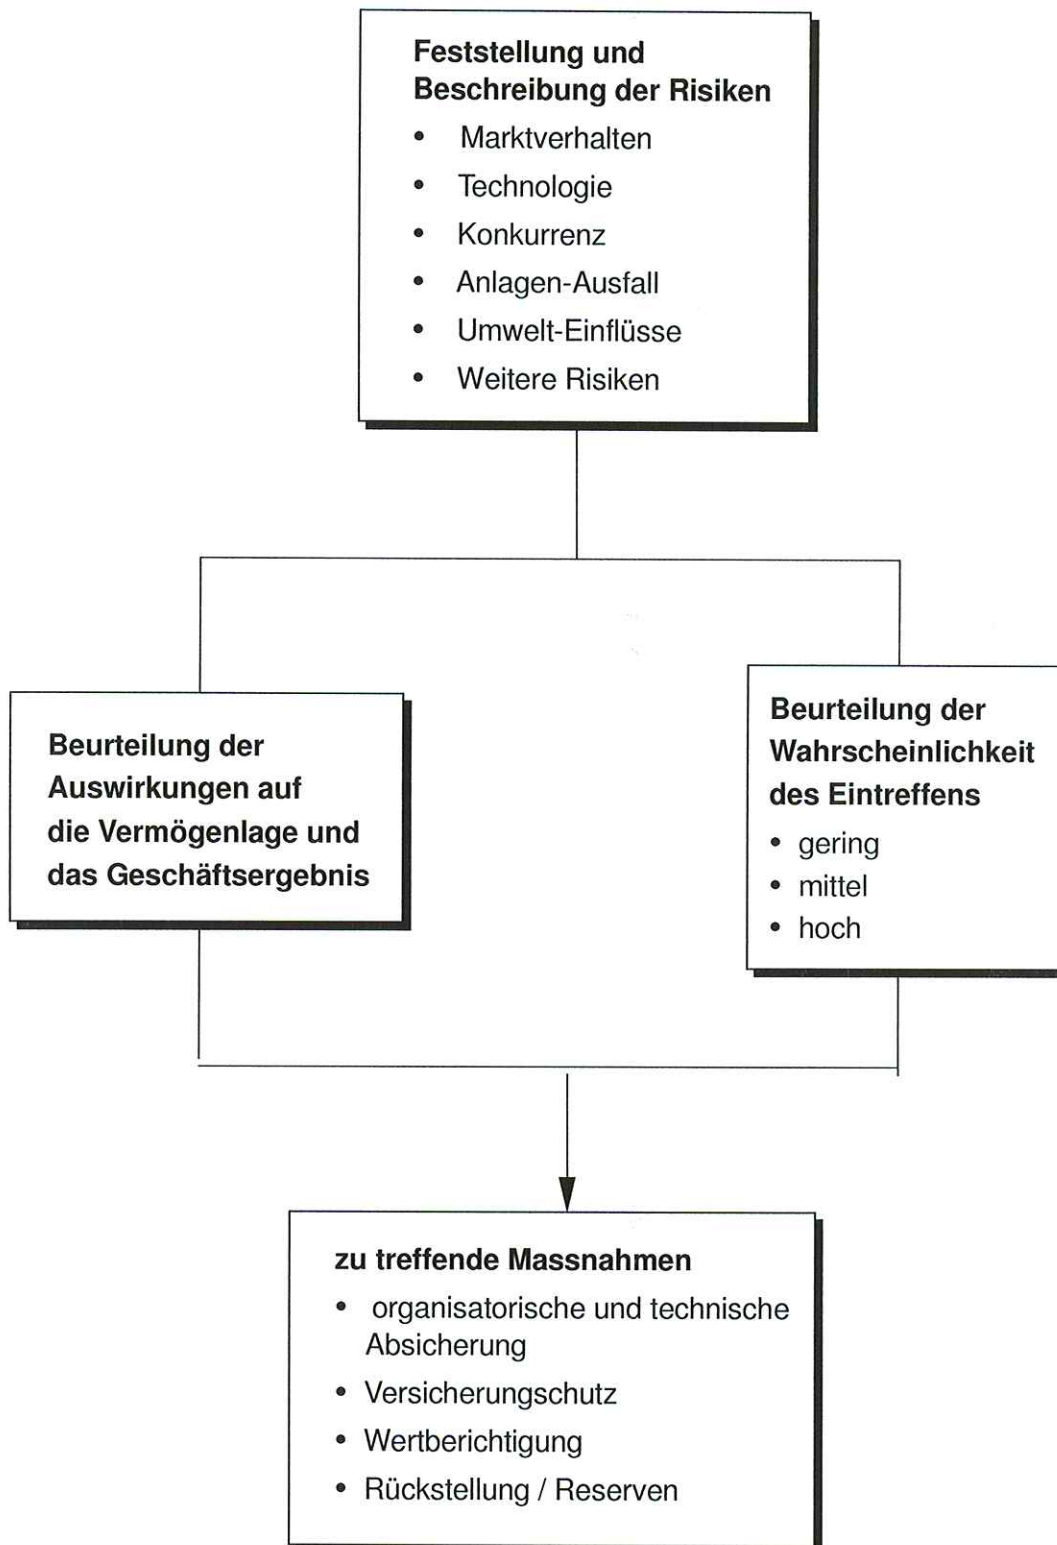 Feststellung und
Beschreibung der Risiken
• Marktverhalten
• Technologie
• Konkurrenz
• Anlagen-Ausfall
• Umwelt-Einflüsse
• Weitere Risiken
Beurteilung der
Auswirkungen auf
die Vermögenlage und
das Geschäftsergebnis
Beurteilung der
Wahrscheinlichkeit
des Eintreffens
• gering
• mittel
• hoch
zu treffende Massnahmen
• organisatorische und technische
Absicherung
• Versicherungschutz
• Wertberichtigung
• Rückstellung / Reserven